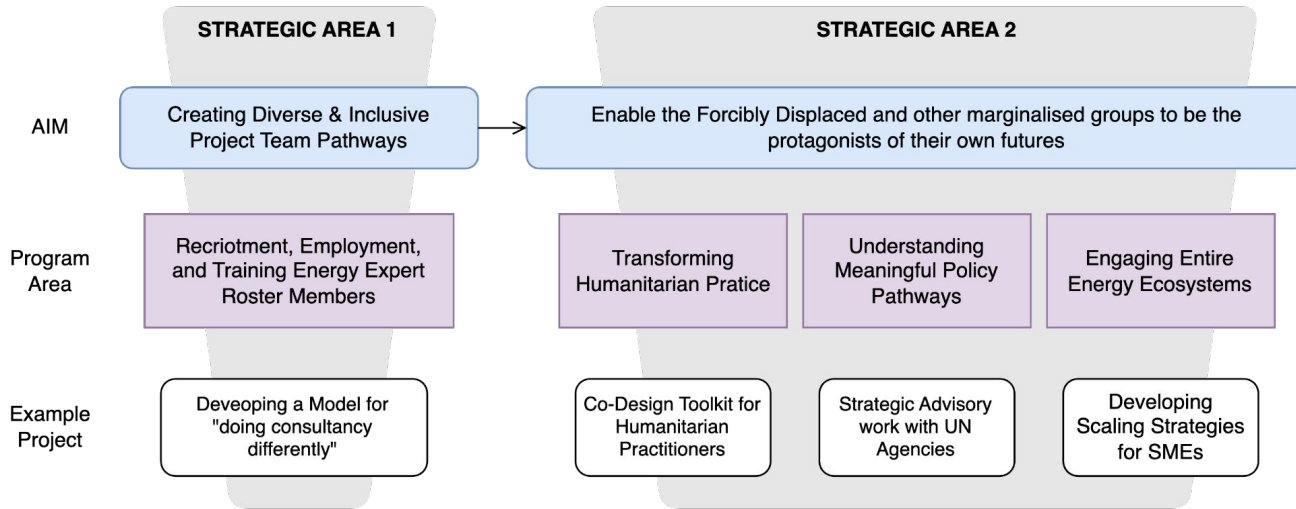 STRATEGIC AREA 1
STRATEGIC AREA 2
AIM
Creating Diverse & Inclusive
Project Team Pathways
Enable the Forcibly Displaced and other marginalised groups to be the
protagonists of their own futures
Program
Area
Recriotment, Employment,
and Training Energy Expert
Roster Members
Transforming
Humanitarian Pratice
Understanding
Meaningful Policy
Pathways
Engaging Entire
Energy Ecosystems
Example
Project
Deveoping a Model for
"doing consultancy
differently"
Co-Design Toolkit for
Humanitarian
Practitioners
Strategic Advisory
work with UN
Agencies
Developing
Scaling Strategies
for SMEs